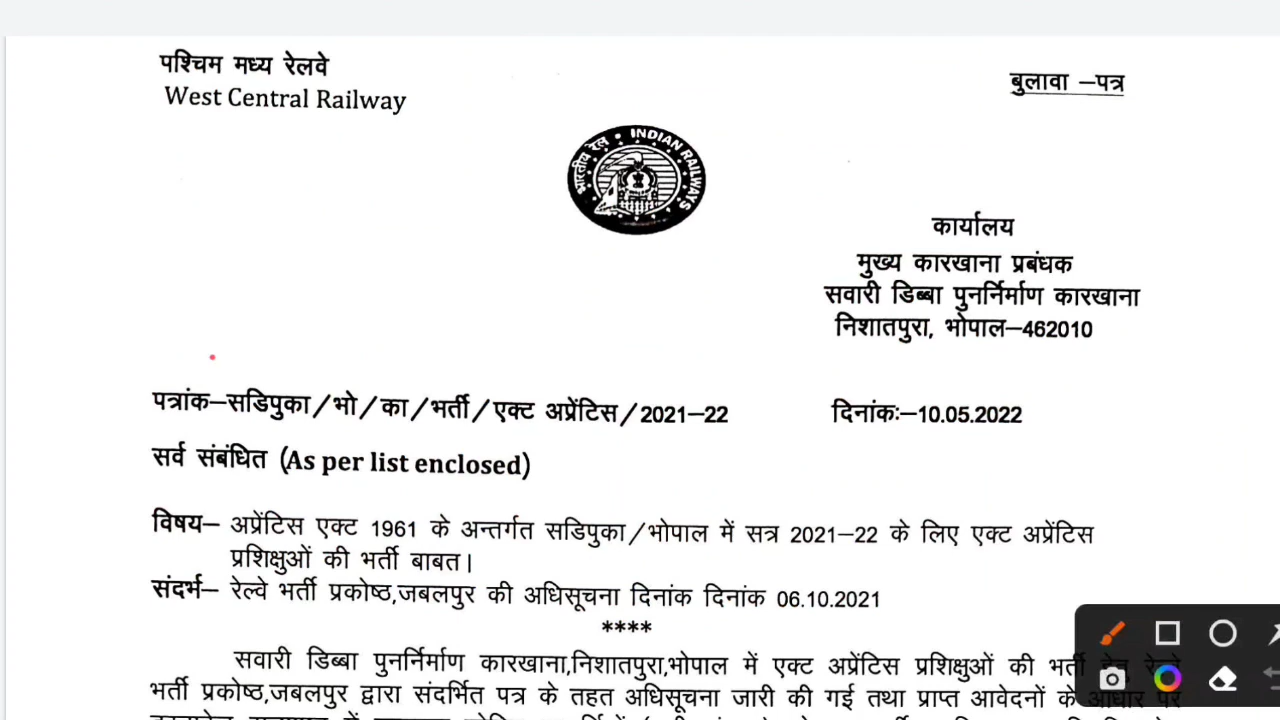 पश्चिम मध्य रेलवे
West Central Railway
बुलावा –पत्र
भारतीय रेल • INDIAN RAILWAYS
कार्यालय
मुख्य कारखाना प्रबंधक
सवारी डिब्बा पुनर्निर्माण कारखाना
निशातपुरा, भोपाल–462010
पत्रांक–सडिपुका/भो/का/भर्ती/एक्ट अप्रेंटिस/2021–22 दिनांकः–10.05.2022
सर्व संबंधित (As per list enclosed)
विषय– अप्रेंटिस एक्ट 1961 के अन्तर्गत सडिपुका/भोपाल में सत्र 2021–22 के लिए एक्ट अप्रेंटिस
प्रशिक्षुओं की भर्ती बाबत।
संदर्भ– रेल्वे भर्ती प्रकोष्ठ,जबलपुर की अधिसूचना दिनांक दिनांक 06.10.2021
****
सवारी डिब्बा पुनर्निर्माण कारखाना,निशातपुरा,भोपाल में एक्ट अप्रेंटिस प्रशिक्षुओं की भर्ती हेतु रेल्वे
भर्ती प्रकोष्ठ,जबलपुर द्वारा संदर्भित पत्र के तहत अधिसूचना जारी की गई तथा प्राप्त आवेदनों के आधार पर